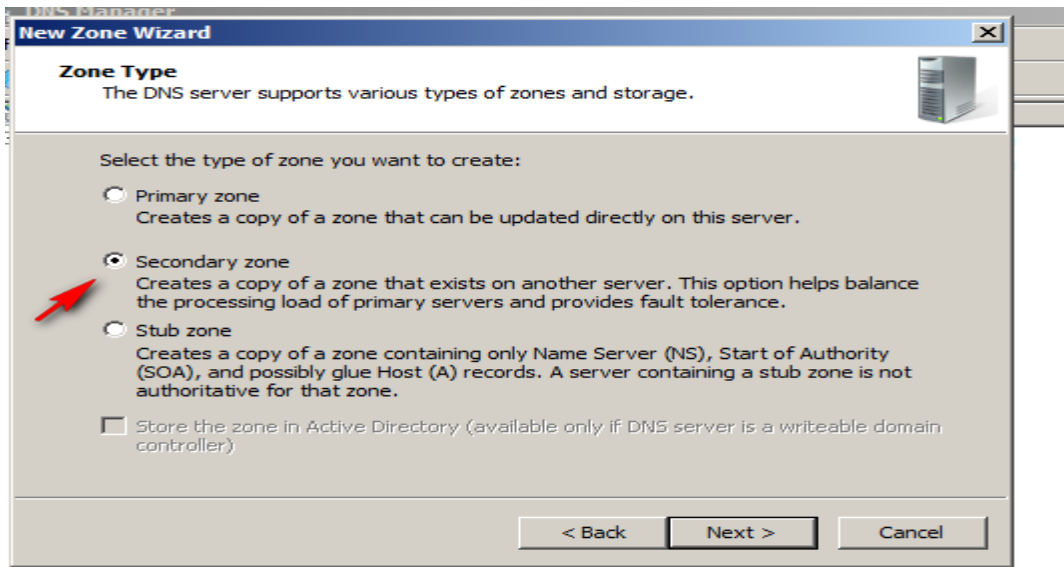 DNS Manager
New Zone Wizard
Zone Type
The DNS server supports various types of zones and storage.
Select the type of zone you want to create:
Primary zone
Creates a copy of a zone that can be updated directly on this server.
Secondary zone
Creates a copy of a zone that exists on another server. This option helps balance
the processing load of primary servers and provides fault tolerance.
Stub zone
Creates a copy of a zone containing only Name Server (NS), Start of Authority
(SOA), and possibly glue Host (A) records. A server containing a stub zone is not
authoritative for that zone.
Store the zone in Active Directory (available only if DNS server is a writeable domain
controller)
< Back Next > Cancel